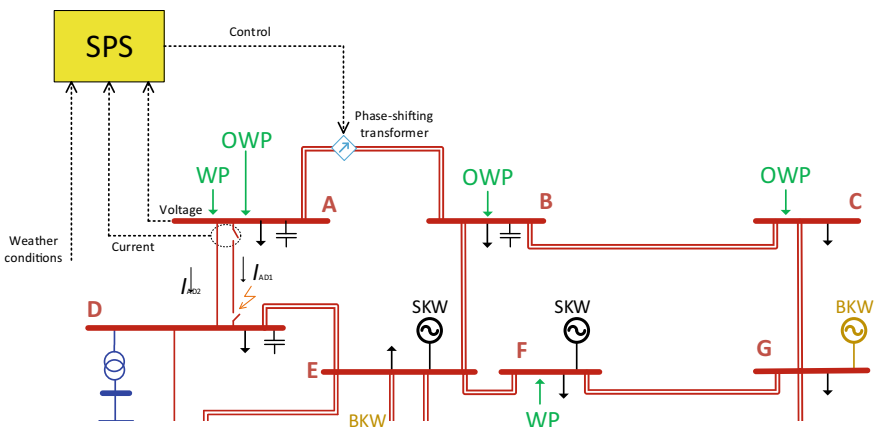 SPS
Control
Phase-shifting
transformer
OWP
WP
A
OWP
B
OWP
C
Voltage
Weather
conditions
Current
I AD2
I AD1
D
SKW
SKW
BKW
E
F
G
BKW
WP